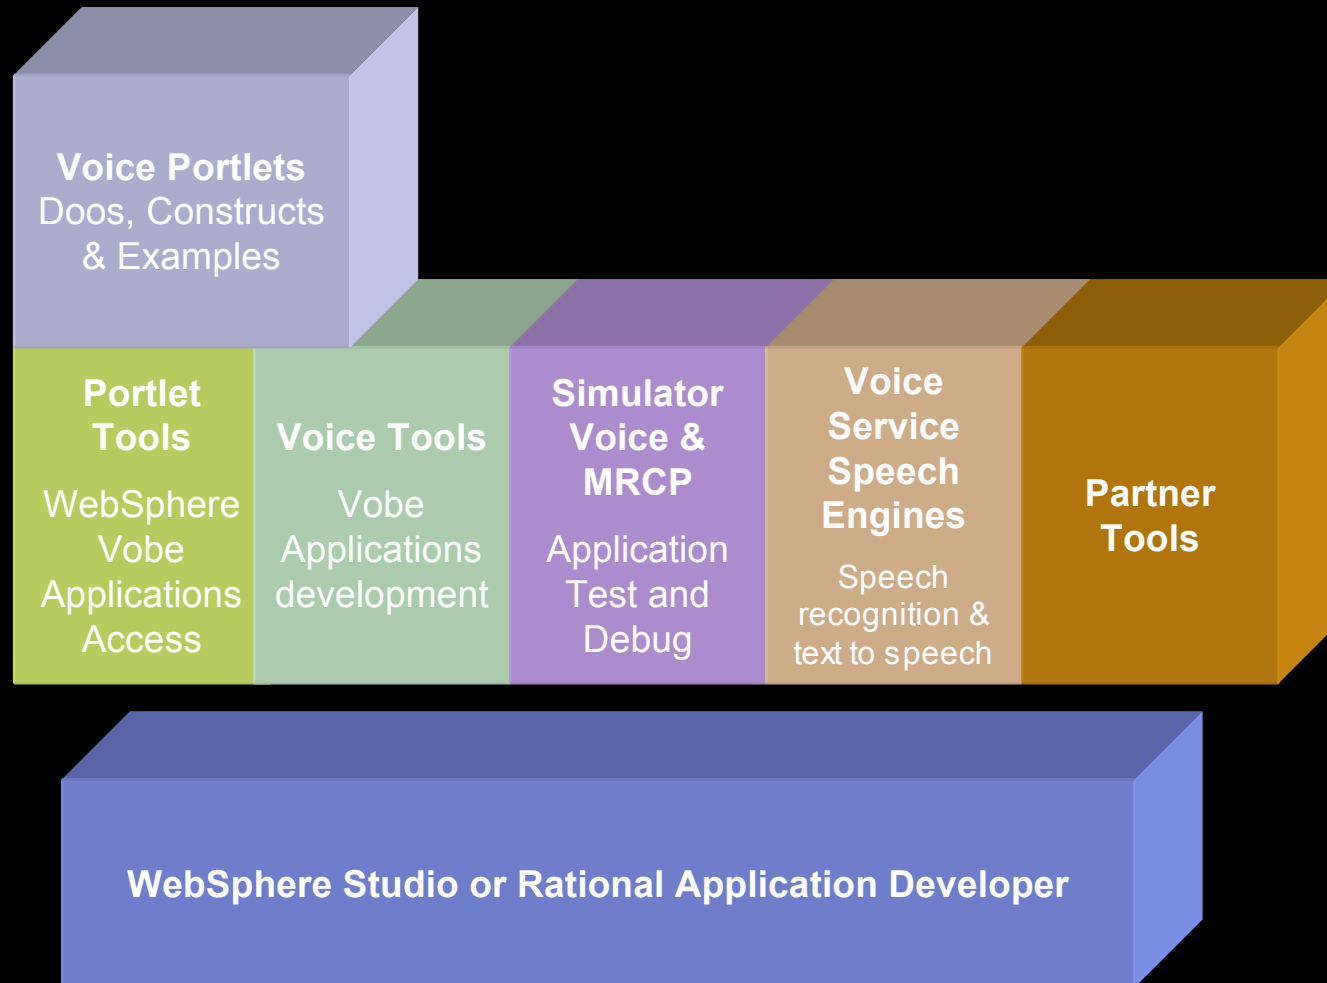 Voice Portlets
Doos, Constructs
& Examples
Portlet
Tools
WebSphere
Vobe
Applications
Access
Voice Tools
Vobe
Applications
development
Simulator
Voice &
MRCP
Application
Test and
Debug
Voice
Service
Speech
Engines
Speech
recognition &
text to speech
Partner
Tools
WebSphere Studio or Rational Application Developer